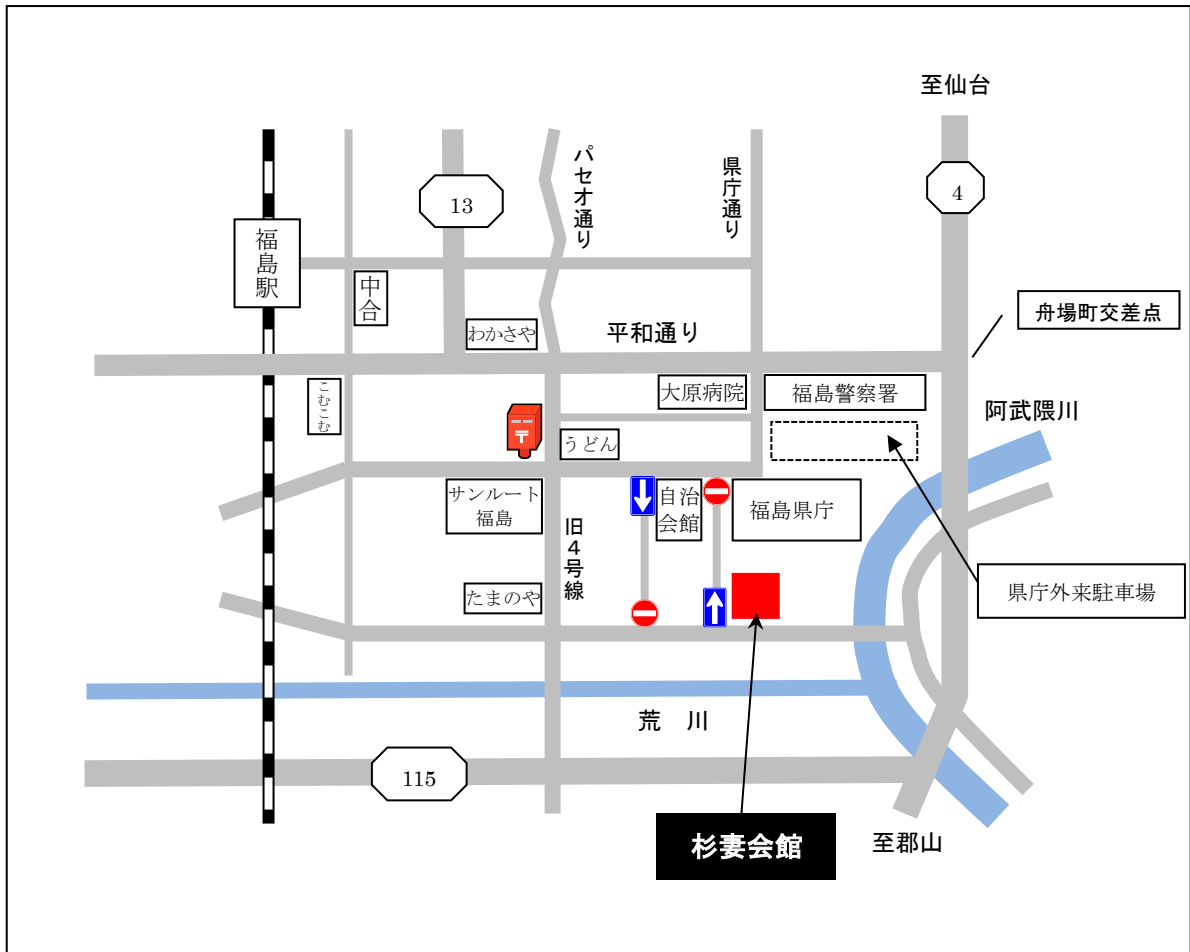 至仙台
パセオ通り
県庁通り
13
4
福島駅
中合
わかさや
平和通り
舟場町交差点
こむこむ
大原病院
福島警察署
阿武隈川
〒
うどん
サンルート
福島
自治
会館
福島県庁
旧4号線
たまのや
県庁外来駐車場
荒 川
115
杉妻会館
至郡山